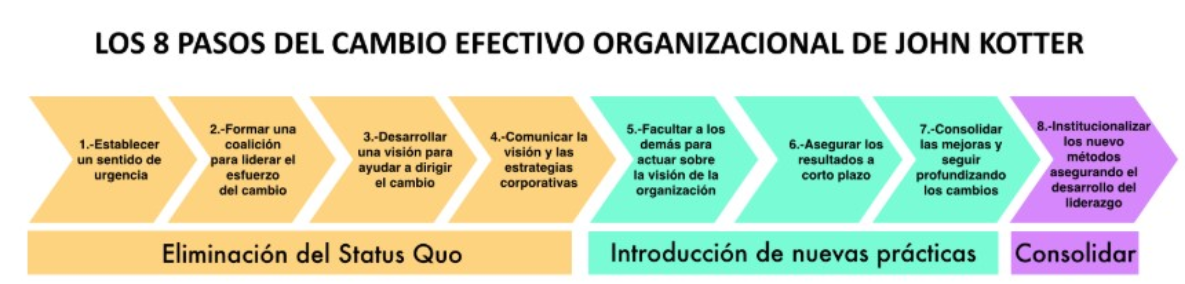 LOS 8 PASOS DEL CAMBIO EFECTIVO ORGANIZACIONAL DE JOHN KOTTER
1.-Establecer
un sentido de
urgencia
2.-Formar una
coalición
para liderar el
esfuerzo
del cambio
3.-Desarrollar
una visión para
ayudar a dirigir
el cambio
4.-Comunicar la
visión y las
estrategias
corporativas
5.-Facultar a los
demás para
actuar sobre
la visión de la
organización
6.-Asegurar los
resultados a
corto plazo
7.-Consolidar
las mejoras y
seguir
profundizando
los cambios
8.-Institucionalizar
los nuevo
métodos
asegurando el
desarrollo del
liderazgo
Eliminación del Status Quo
Introducción de nuevas prácticas
Consolidar